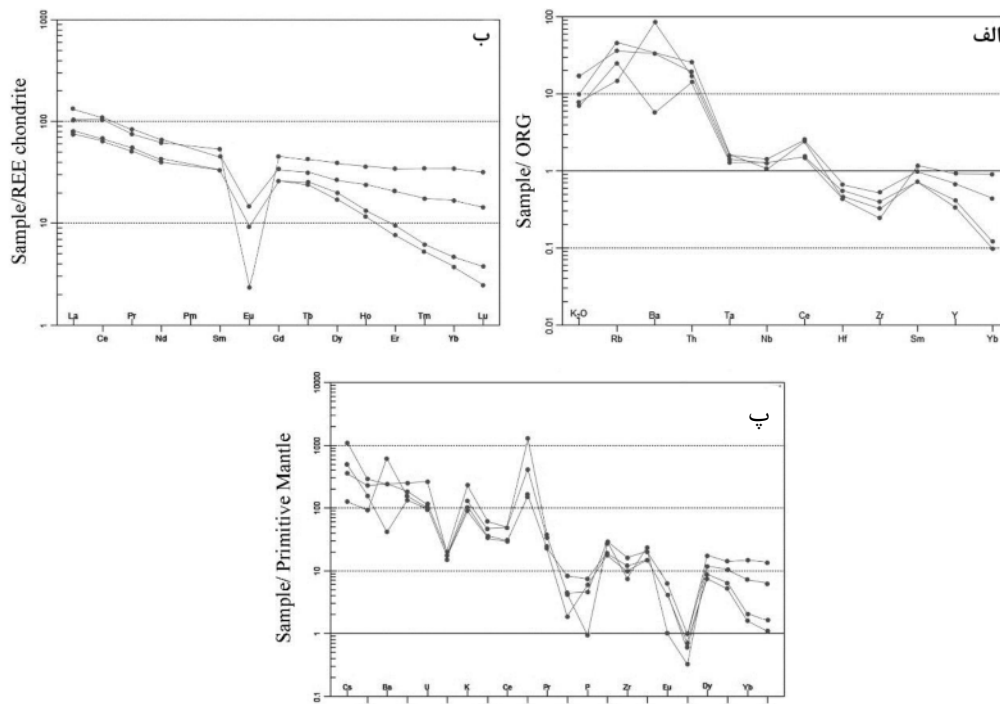 ب
Sample/REE chondrite
1000
100
10
1
La
Pr
Pm
Eu
Tb
Ho
Tm
Lu
Ce
Nd
Sm
Gd
Dy
Er
Yb
الف
Sample/ ORG
100
10
1
0.1
0.01
K₂O
Ba
Ta
Ce
Zr
Y
Rb
Th
Nb
Hf
Sm
Yb
پ
Sample/ Primitive Mantle
10000
1000
100
10
1
0.1
Cs
Ba
U
K
Ce
Pr
P
Zr
Eu
Dy
Yb